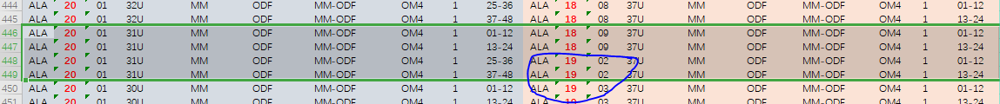 444 ALA 20 01 32U MM ODF MM-ODF OM4 1 25-36 ALA 18 08 37U MM ODF MM-ODF OM4 1 01-12
445 ALA 20 01 32U MM ODF MM-ODF OM4 1 37-48 ALA 18 08 37U MM ODF MM-ODF OM4 1 13-24
446 ALA 20 01 31U MM ODF MM-ODF OM4 1 01-12 ALA 18 09 37U MM ODF MM-ODF OM4 1 01-12
447 ALA 20 01 31U MM ODF MM-ODF OM4 1 13-24 ALA 18 09 37U MM ODF MM-ODF OM4 1 13-24
448 ALA 20 01 31U MM ODF MM-ODF OM4 1 25-36 ALA 19 02 37U MM ODF MM-ODF OM4 1 01-12
449 ALA 20 01 31U MM ODF MM-ODF OM4 1 37-48 ALA 19 02 37U MM ODF MM-ODF OM4 1 13-24
450 ALA 20 01 30U MM ODF MM-ODF OM4 1 01-12 ALA 19 03 37U MM ODF MM-ODF OM4 1 01-12
451 ALA 20 01 30U MM ODF MM-ODF OM4 1 13-24 ALA 19 03 37U MM ODF MM-ODF OM4 1 13-24